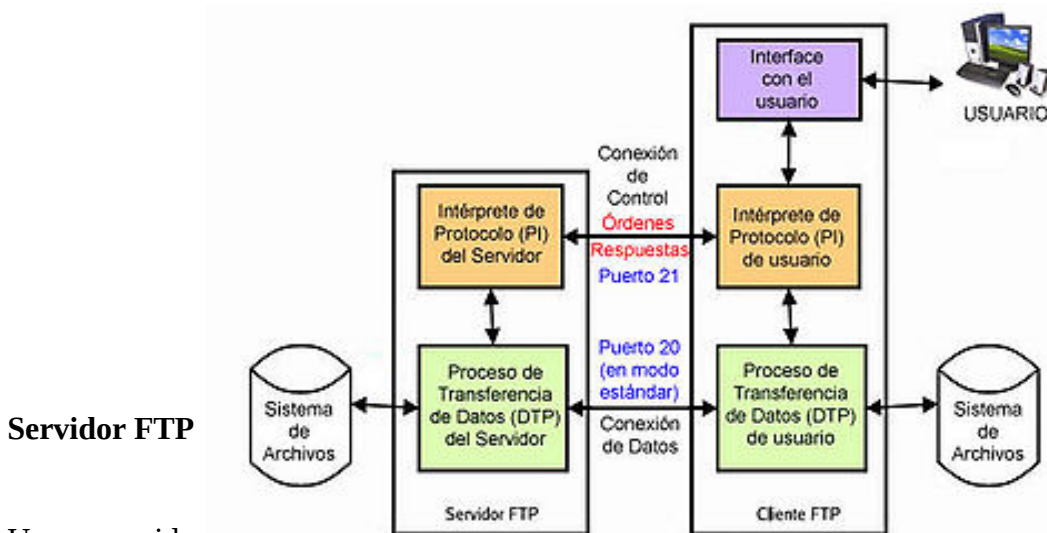 Interface
con el
usuario
USUARIO
Conexión
de
Control
Órdenes
Respuestas
Puerto 21
Intérprete de
Protocolo (PI)
del Servidor
Intérprete de
Protocolo (PI)
de usuario
Puerto 20
(en modo
estándar)
Conexión
de Datos
Sistema
de
Archivos
Proceso de
Transferencia
de Datos (DTP)
del Servidor
Proceso de
Transferencia
de Datos (DTP)
de usuario
Sistema
de
Archivos
Servidor FTP
Servidor FTP
Cliente FTP